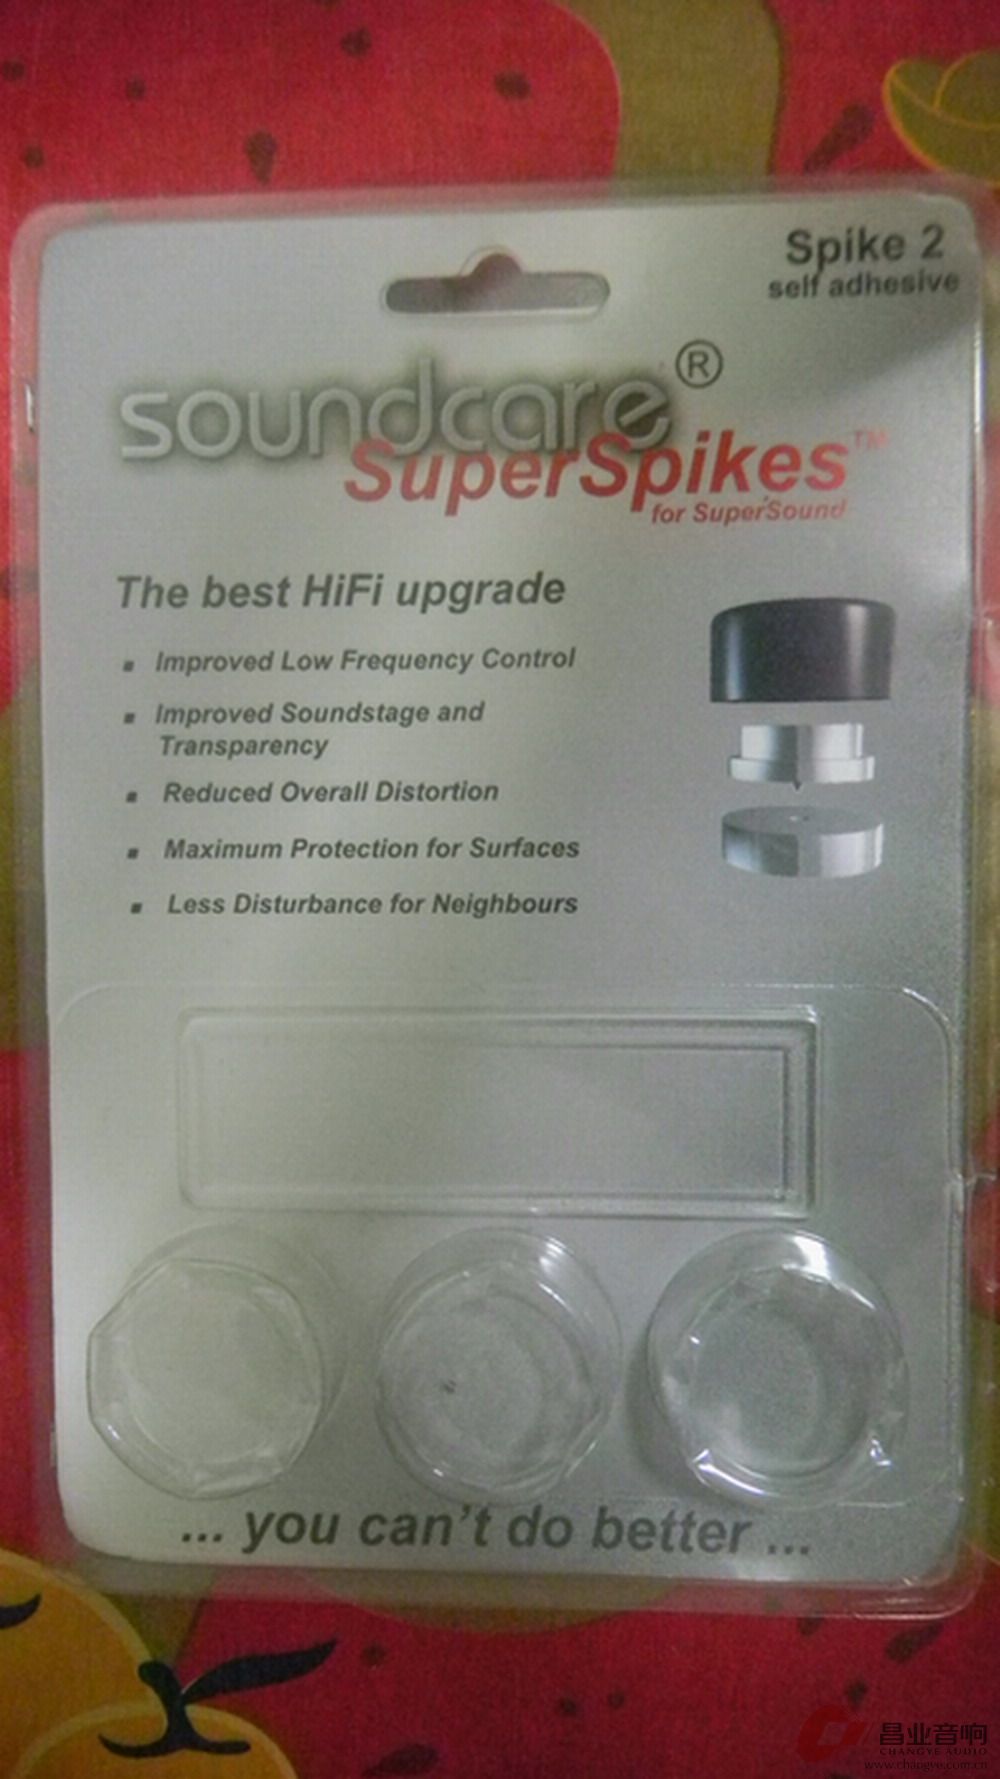 Spike 2
self adhesive
soundcare®
SuperSpikes™
for SuperSound
The best HiFi upgrade
▪ Improved Low Frequency Control
▪ Improved Soundstage and
Transparency
▪ Reduced Overall Distortion
▪ Maximum Protection for Surfaces
▪ Less Disturbance for Neighbours
... you can't do better ...
昌业音响
CHANGYE AUDIO
www.changye.com.cn